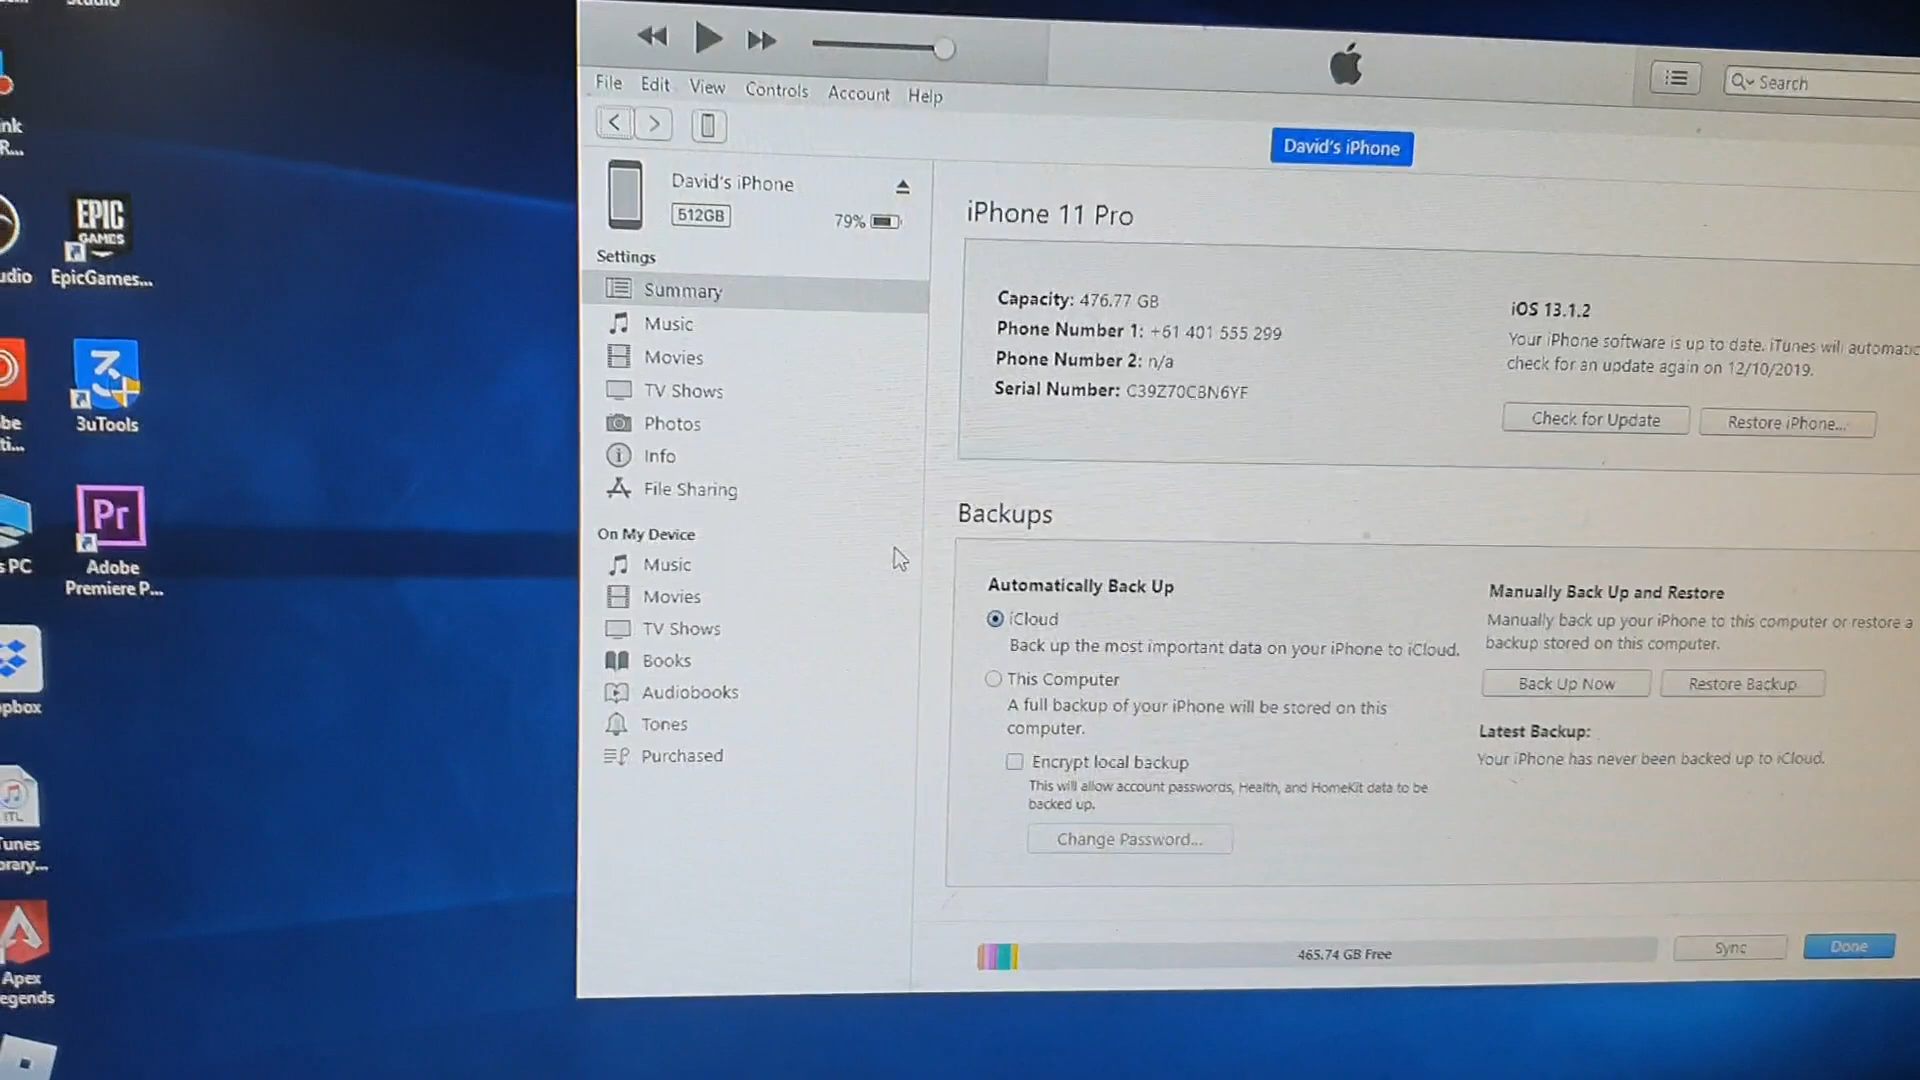 nk
R...
EPIC
GAMES
EpicGames...
3uTools
Pr
Adobe
Premiere P...
s PC
pbox
ITL
Apex
File Edit View Controls Account Help
Search
David's iPhone
David's iPhone
512GB
79%
Settings
Summary
Music
Movies
TV Shows
Photos
Info
File Sharing
On My Device
Music
Movies
TV Shows
Books
Audiobooks
Tones
Purchased
iPhone 11 Pro
Capacity: 476.77 GB
Phone Number 1: +61 401 555 299
Phone Number 2: n/a
Serial Number: C39Z70CBN6YF
iOS 13.1.2
Your iPhone software is up to date. iTunes will automatic
check for an update again on 12/10/2019.
Check for Update
Restore iPhone...
Backups
Automatically Back Up
iCloud
Back up the most important data on your iPhone to iCloud.
This Computer
A full backup of your iPhone will be stored on this
computer.
Encrypt local backup
This will allow account passwords, Health, and HomeKit data to be
backed up.
Change Password...
Manually Back Up and Restore
Manually back up your iPhone to this computer or restore a
backup stored on this computer.
Back Up Now
Restore Backup
Latest Backup:
Your iPhone has never been backed up to iCloud.
465.74 GB Free
Sync
Done